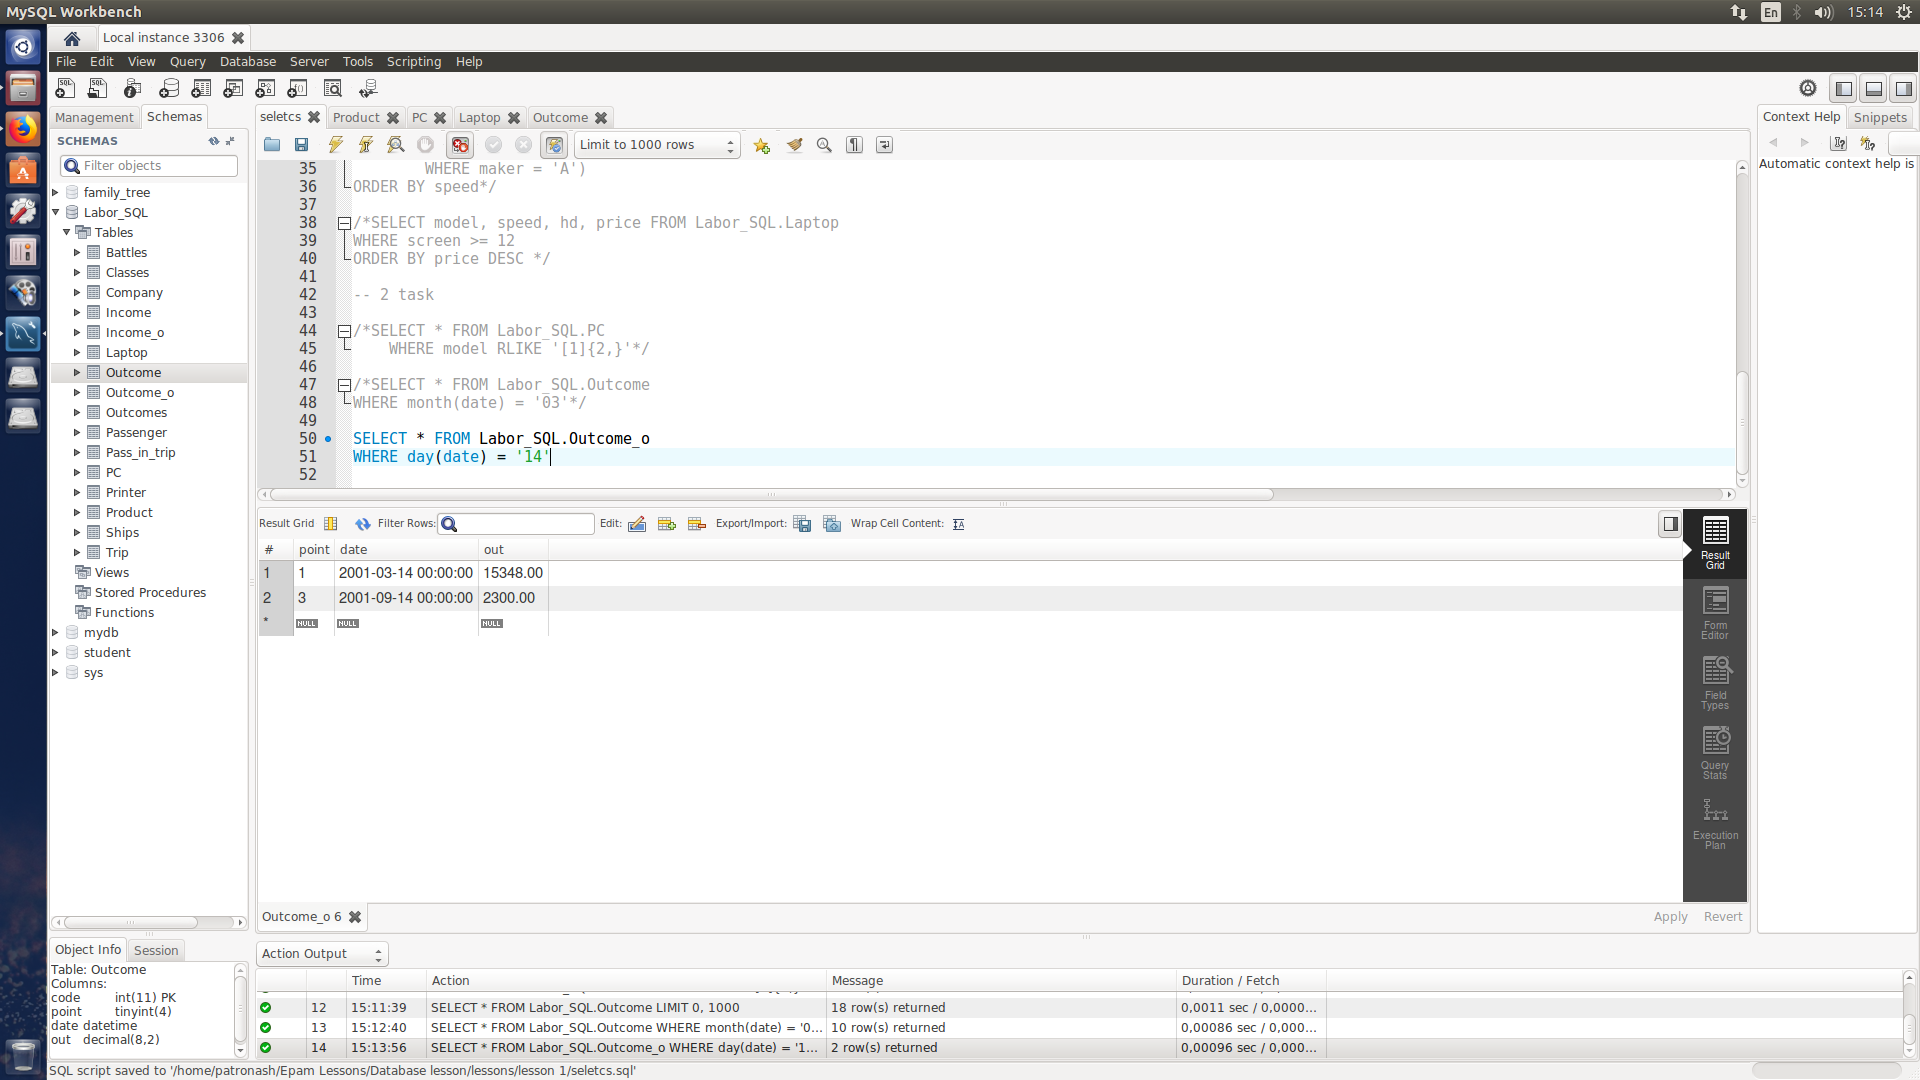 MySQL Workbench
En
15:14
Local instance 3306
File Edit View Query Database Server Tools Scripting Help
Management
Schemas
SCHEMAS
Filter objects
family_tree
Labor_SQL
Tables
Battles
Classes
Company
Income
Income_o
Laptop
Outcome
Outcome_o
Outcomes
Passenger
Pass_in_trip
PC
Printer
Product
Ships
Trip
Views
Stored Procedures
Functions
mydb
student
sys
Object Info
Session
Table: Outcome
Columns:
code int(11) PK
point tinyint(4)
date datetime
out decimal(8,2)
seletcs
Product
PC
Laptop
Outcome
Limit to 1000 rows
35 WHERE maker = 'A')
36 ORDER BY speed*/
37
38 /*SELECT model, speed, hd, price FROM Labor_SQL.Laptop
39 WHERE screen >= 12
40 ORDER BY price DESC */
41
42 -- 2 task
43
44 /*SELECT * FROM Labor_SQL.PC
45 WHERE model RLIKE '[1]{2,}'*/
46
47 /*SELECT * FROM Labor_SQL.Outcome
48 WHERE month(date) = '03'*/
49
50 SELECT * FROM Labor_SQL.Outcome_o
51 WHERE day(date) = '14'
52
Result Grid
Filter Rows:
Edit:
Export/Import:
Wrap Cell Content:
# point date out
1 1 2001-03-14 00:00:00 15348.00
2 3 2001-09-14 00:00:00 2300.00
* NULL NULL NULL
Result
Grid
Form
Editor
Field
Types
Query
Stats
Execution
Plan
Outcome_o 6
Apply
Revert
Context Help
Snippets
Automatic context help is
Action Output
Time Action Message Duration / Fetch
12 15:11:39 SELECT * FROM Labor_SQL.Outcome LIMIT 0, 1000 18 row(s) returned 0,0011 sec / 0,0000...
13 15:12:40 SELECT * FROM Labor_SQL.Outcome WHERE month(date) = '0... 10 row(s) returned 0,00086 sec / 0,000...
14 15:13:56 SELECT * FROM Labor_SQL.Outcome_o WHERE day(date) = '1... 2 row(s) returned 0,00096 sec / 0,000...
SQL script saved to '/home/patronash/Epam Lessons/Database lesson/lessons/lesson 1/seletcs.sql'